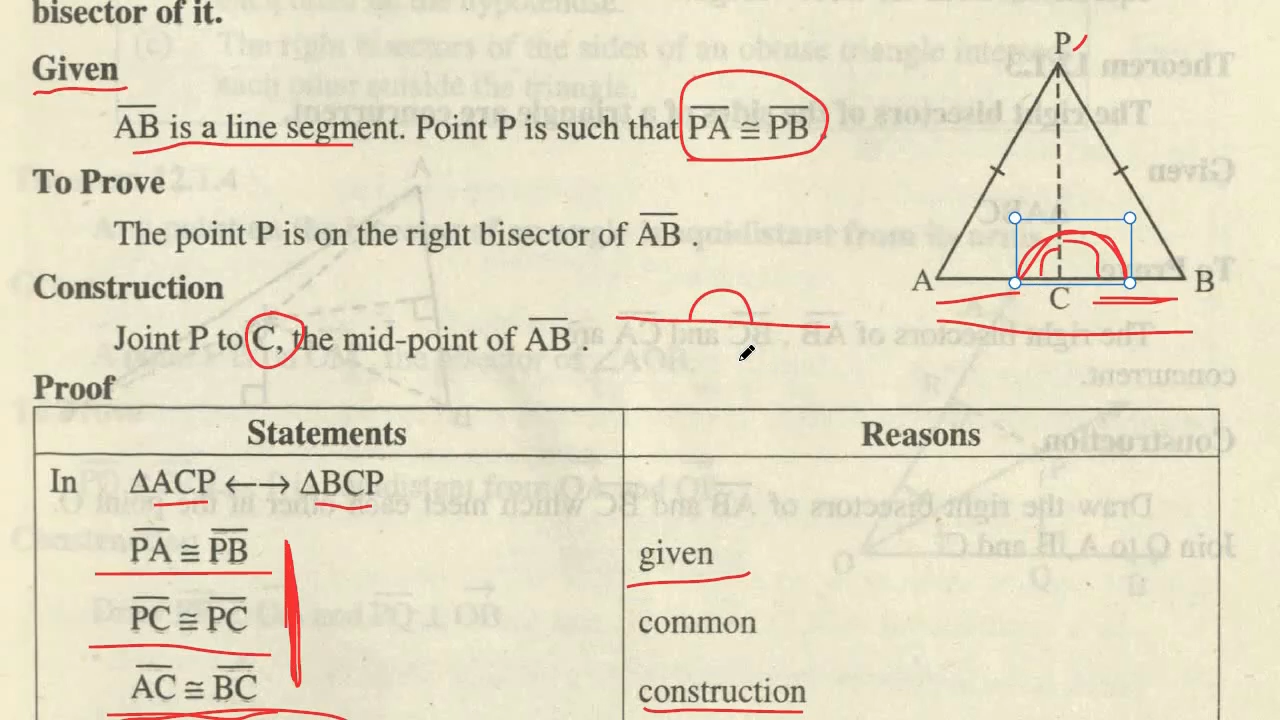 bisector of it.
Given
AB is a line segment. Point P is such that PA ≅ PB.
To Prove
The point P is on the right bisector of AB.
Construction
Joint P to C, the mid-point of AB.
P
A
C
B
Proof
Statements
Reasons
In ΔACP ↔ ΔBCP
PA ≅ PB
given
PC ≅ PC
common
AC ≅ BC
construction